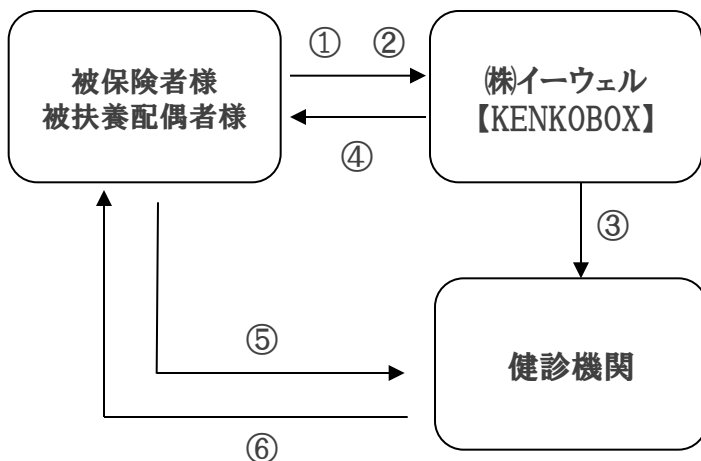 ① ②
被保険者様
被扶養配偶者様
㈱イーウェル
【KENKOBOX】
④
③
⑤
健診機関
⑥